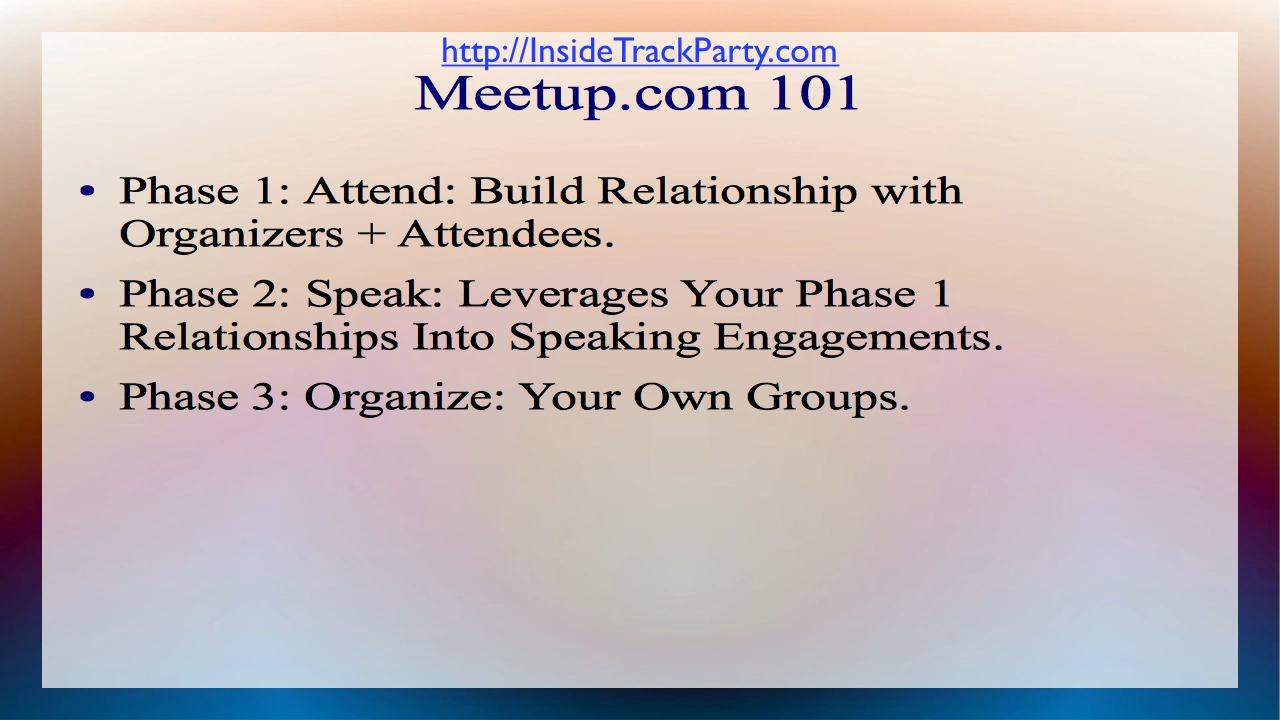 http://InsideTrackParty.com
Meetup.com 101
• Phase 1: Attend: Build Relationship with
Organizers + Attendees.
• Phase 2: Speak: Leverages Your Phase 1
Relationships Into Speaking Engagements.
• Phase 3: Organize: Your Own Groups.